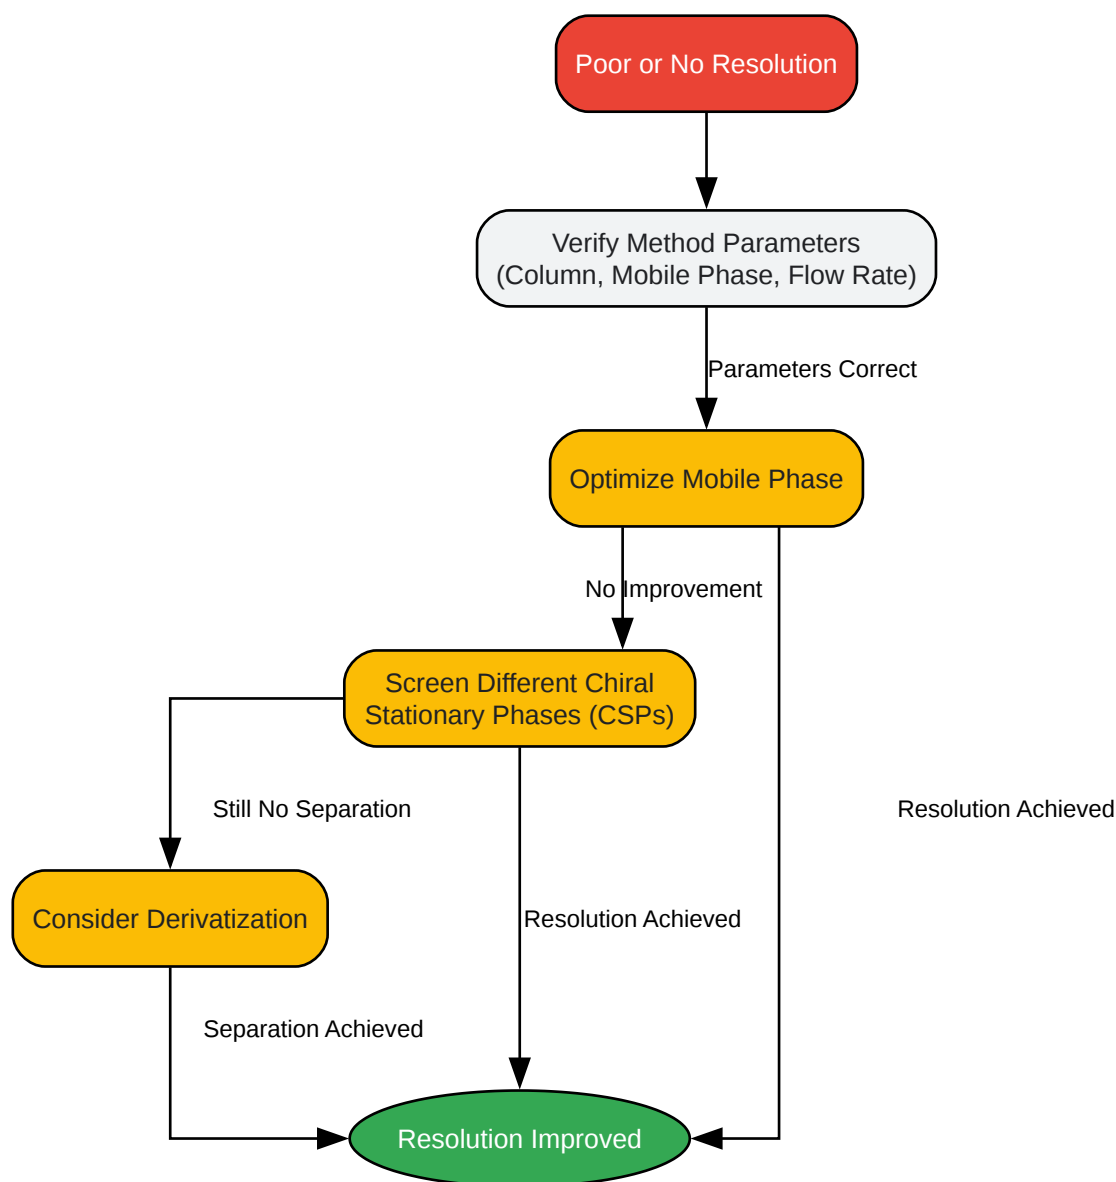 Poor or No Resolution
Verify Method Parameters
(Column, Mobile Phase, Flow Rate)
Parameters Correct
Optimize Mobile Phase
No Improvement
Screen Different Chiral
Stationary Phases (CSPs)
Still No Separation
Resolution Achieved
Consider Derivatization
Resolution Achieved
Separation Achieved
Resolution Improved